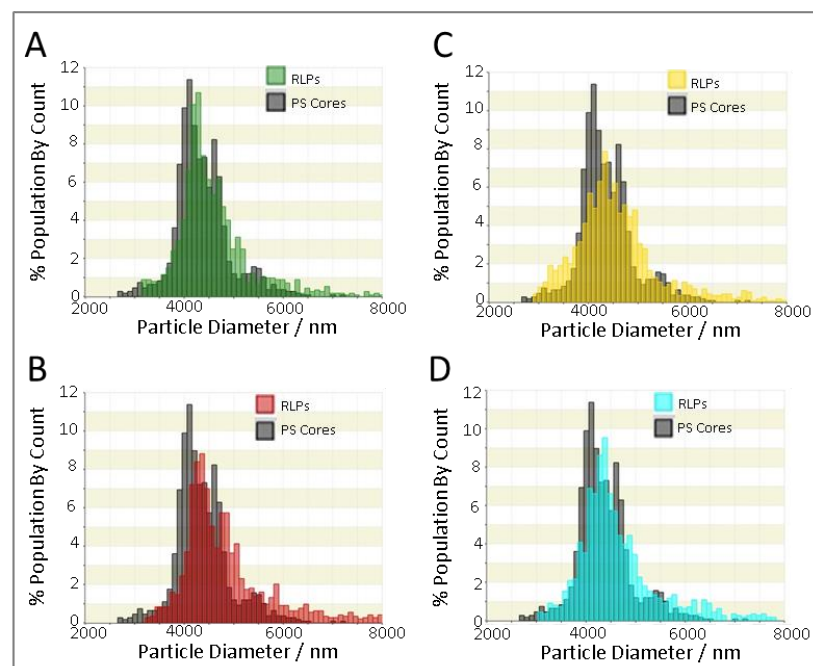 A
12
10
8
6
4
2
0
% Population By Count
RLPs
PS Cores
2000 4000 6000 8000
Particle Diameter / nm
C
12
10
8
6
4
2
0
% Population By Count
RLPs
PS Cores
2000 4000 6000 8000
Particle Diameter / nm
B
12
10
8
6
4
2
0
% Population By Count
RLPs
PS Cores
2000 4000 6000 8000
Particle Diameter / nm
D
12
10
8
6
4
2
0
% Population By Count
RLPs
PS Cores
2000 4000 6000 8000
Particle Diameter / nm